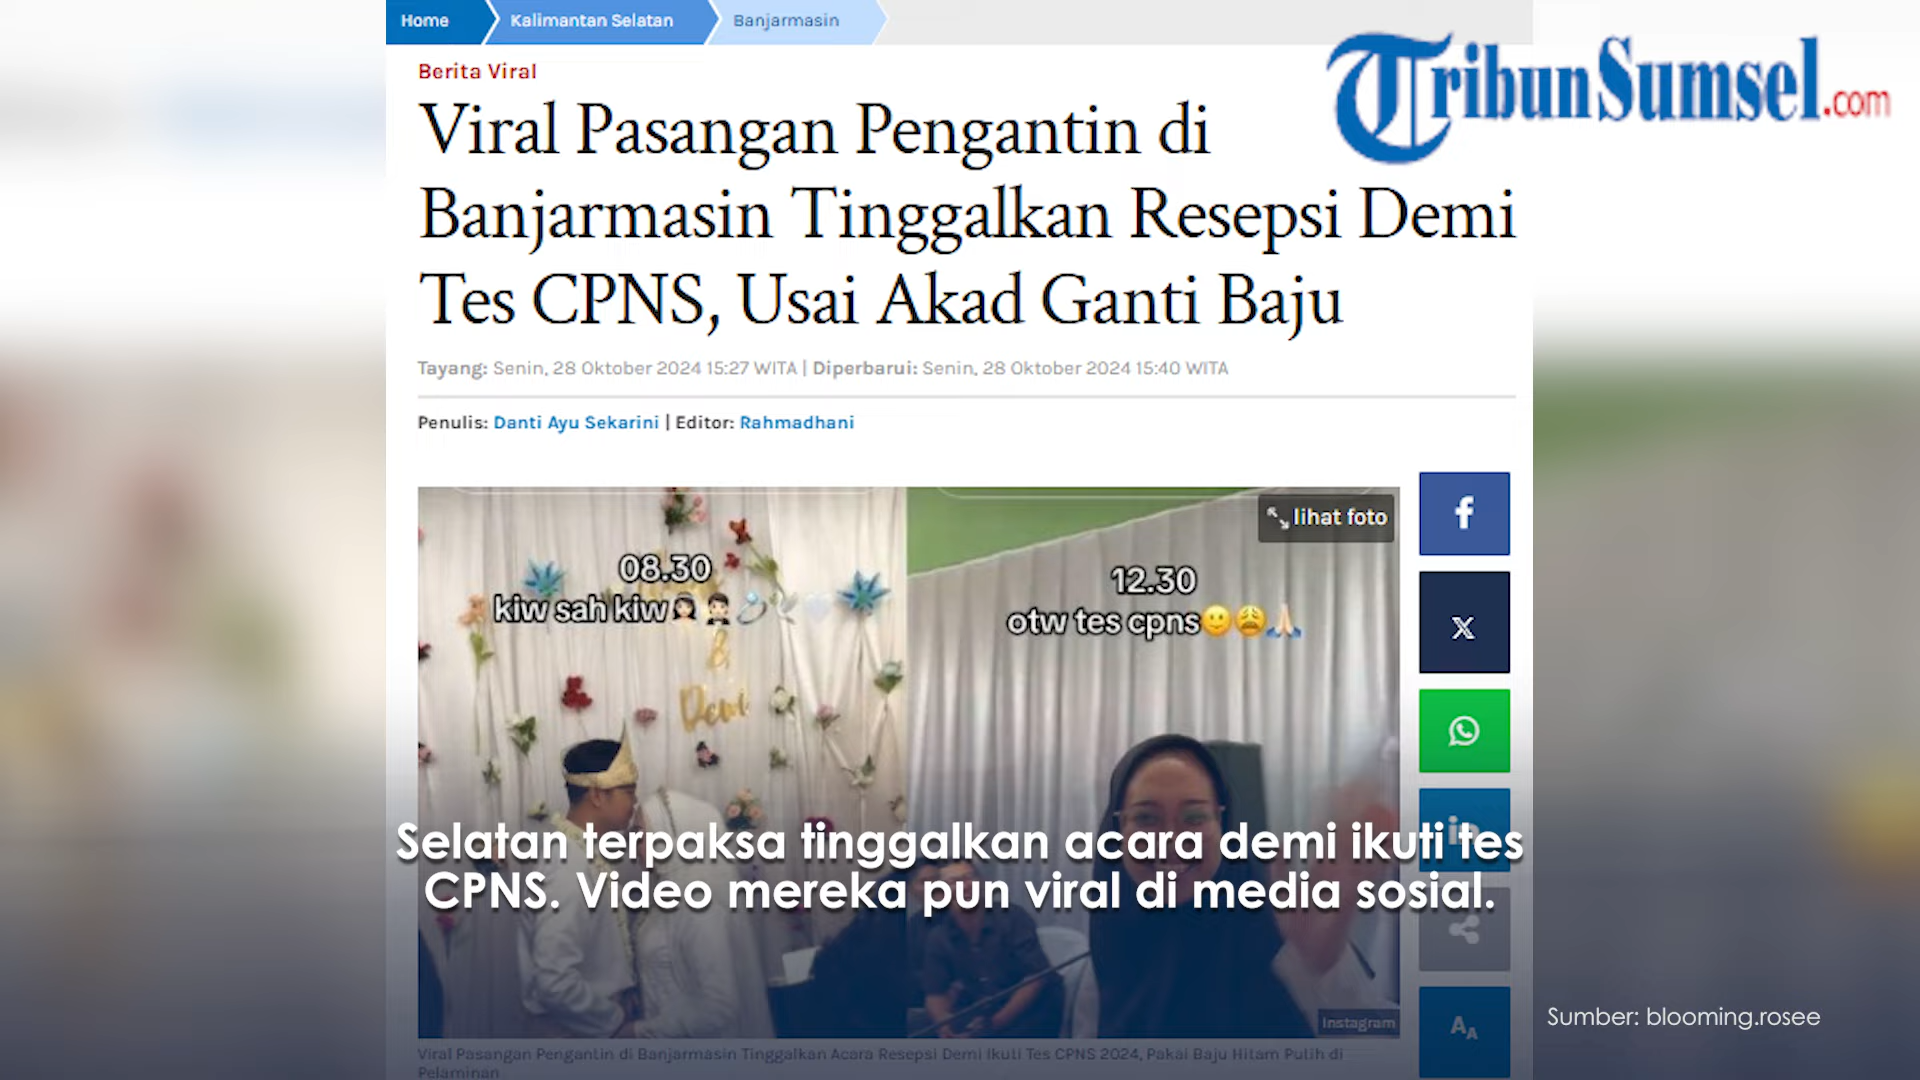 Home
Kalimantan Selatan
Banjarmasin
TribunSumsel.com
Berita Viral
Viral Pasangan Pengantin di
Banjarmasin Tinggalkan Resepsi Demi
Tes CPNS, Usai Akad Ganti Baju
Tayang: Senin, 28 Oktober 2024 15:27 WITA | Diperbarui: Senin, 28 Oktober 2024 15:40 WITA
Penulis: Danti Ayu Sekarini | Editor: Rahmadhani
lihat foto
08.30
kiw sah kiw
12.30
otw tes cpns
& 
Selatan terpaksa tinggalkan acara demi ikuti tes
CPNS. Video mereka pun viral di media sosial.
f
X
in
AA
Instagram
Sumber: blooming.rosee
Viral Pasangan Pengantin di Banjarmasin Tinggalkan Acara Resepsi Demi Ikuti Tes CPNS 2024, Pakai Baju Hitam Putih di
Pelaminan